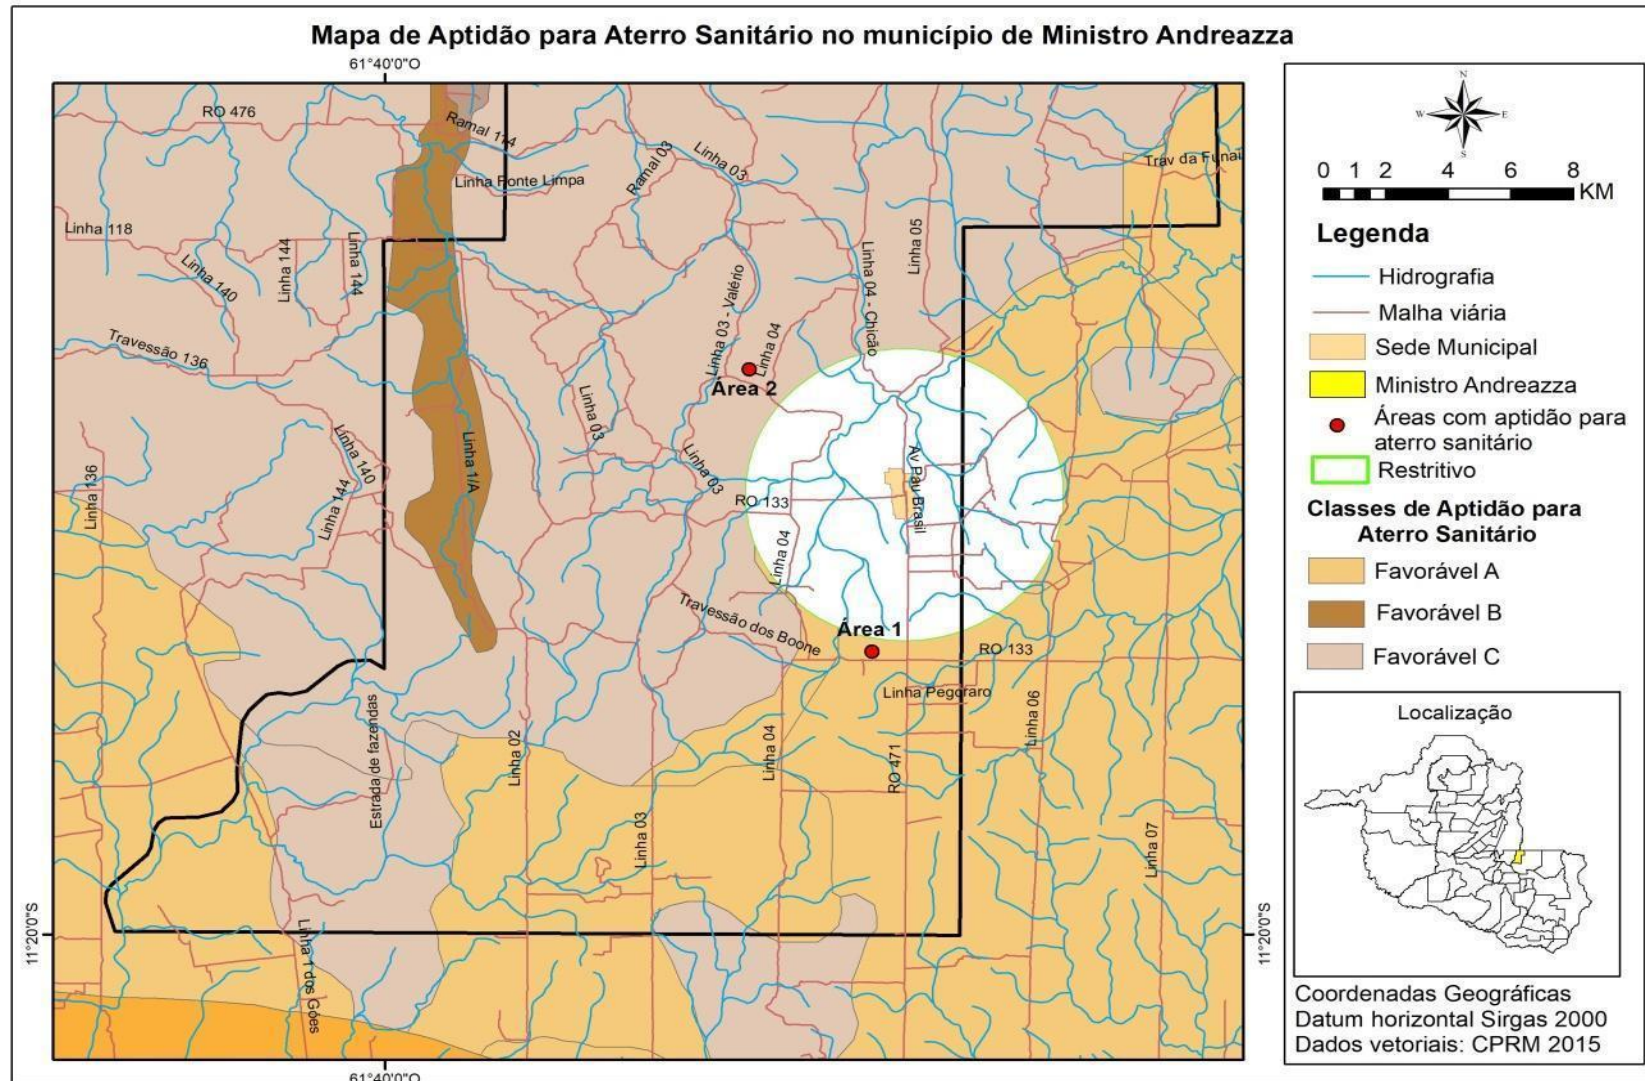 Mapa de Aptidão para Aterro Sanitário no município de Ministro Andreazza
61°40'0"O
RO 476
Ramal 114
Linha 03
Ramal 03
Trav da Funai
Linha Fonte Limpa
Linha 118
Linha 144
Linha 144
Linha 140
Linha 05
Linha 04 - Chicão
Linha 03 - Valério
Linha 04
Travessão 136
Área 2
Linha 03
Linha 140
Linha 1/A
Linha 03
Av Pau Brasil
Linha 136
Linha 144
RO 133
Linha 04
Travessão dos Boone
Área 1
RO 133
Linha Pegoraro
Linha 06
Estrada de fazendas
Linha 02
Linha 04
RO 471
Linha 03
Linha 07
Linha 1 dos Góes
11°20'0"S
11°20'0"S
61°40'0"O
N
W
E
S
0 1 2 4 6 8
KM
Legenda
Hidrografia
Malha viária
Sede Municipal
Ministro Andreazza
Áreas com aptidão para
aterro sanitário
Restritivo
Classes de Aptidão para
Aterro Sanitário
Favorável A
Favorável B
Favorável C
Localização
Coordenadas Geográficas
Datum horizontal Sirgas 2000
Dados vetoriais: CPRM 2015